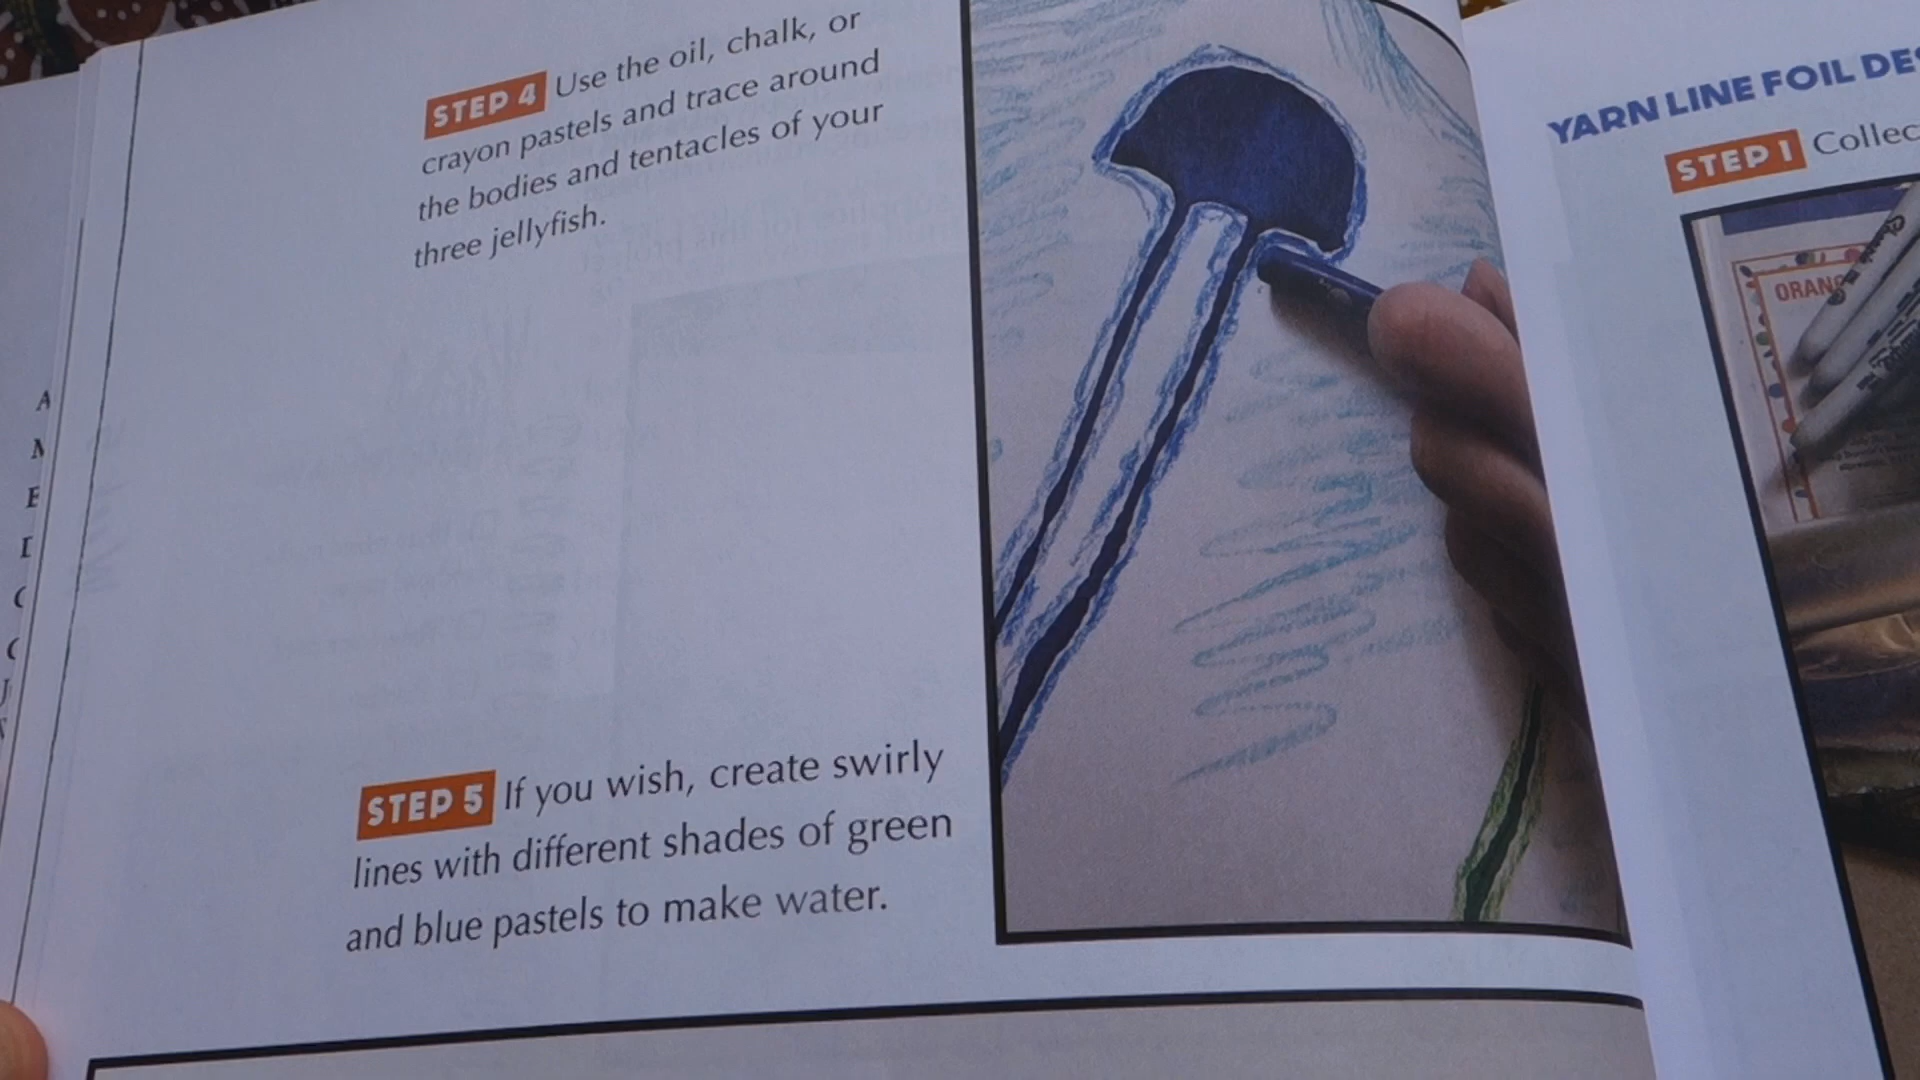 STEP 4 Use the oil, chalk, or
crayon pastels and trace around
the bodies and tentacles of your
three jellyfish.
STEP 5 If you wish, create swirly
lines with different shades of green
and blue pastels to make water.
YARN LINE FOIL DES
STEP 1 Collec
ORANG